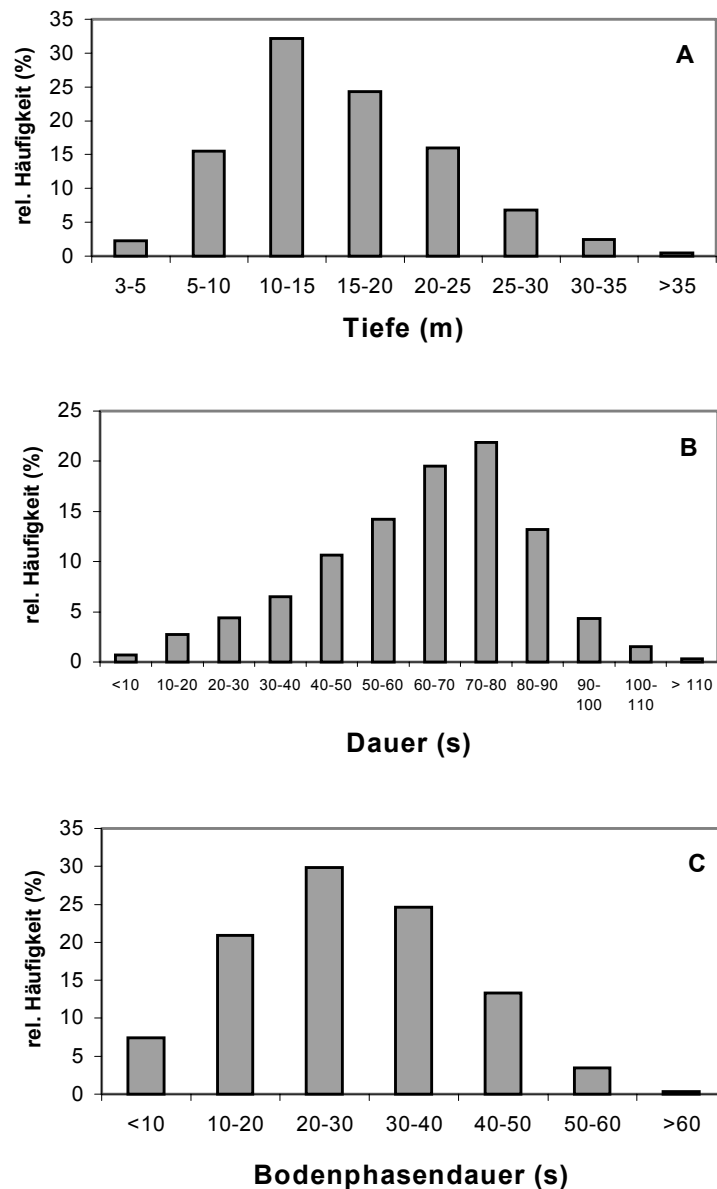 35
A
30
25
20
15
10
5
0
rel. Häufigkeit (%)
3-5 5-10 10-15 15-20 20-25 25-30 30-35 >35
Tiefe (m)
25
B
20
15
10
5
0
rel. Häufigkeit (%)
<10 10-20 20-30 30-40 40-50 50-60 60-70 70-80 80-90 90- 100- > 110
100 110
Dauer (s)
35
C
30
25
20
15
10
5
0
rel. Häufigkeit (%)
<10 10-20 20-30 30-40 40-50 50-60 >60
Bodenphasendauer (s)